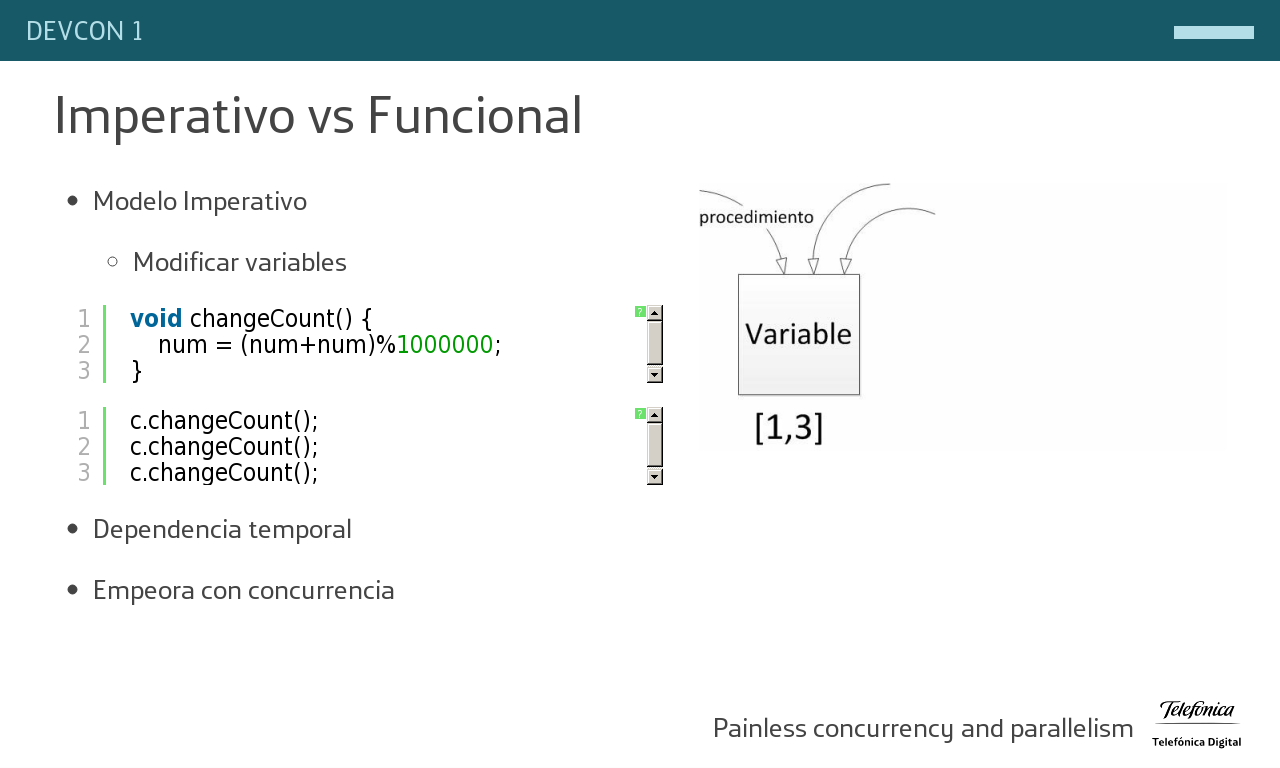 DEVCON 1
Imperativo vs Funcional
Modelo Imperativo
Modificar variables
1 void changeCount() {
2 num = (num+num)%1000000;
3 }
?
1 c.changeCount();
2 c.changeCount();
3 c.changeCount();
?
Dependencia temporal
Empeora con concurrencia
procedimiento
Variable
[1,3]
Painless concurrency and parallelism
Telefónica
Telefónica Digital